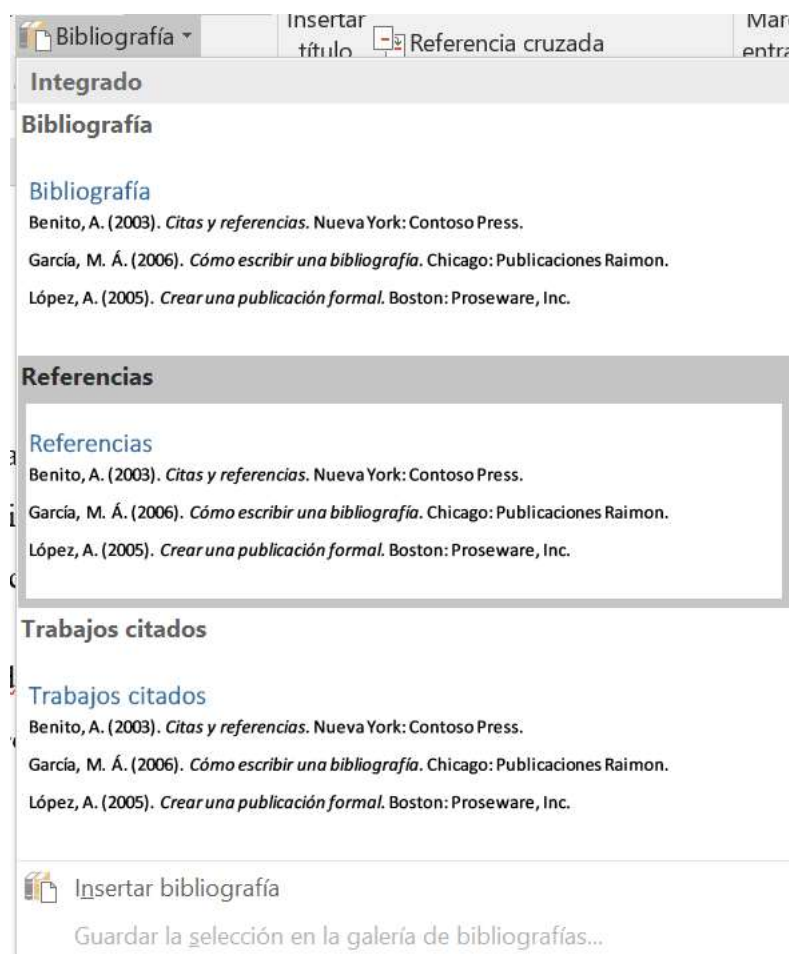 Bibliografía
Insertar
título
Referencia cruzada
Integrado
Bibliografía
Bibliografía
Benito, A. (2003). Citas y referencias. Nueva York: Contoso Press.
García, M. Á. (2006). Cómo escribir una bibliografía. Chicago: Publicaciones Raimon.
López, A. (2005). Crear una publicación formal. Boston: Proseware, Inc.
Referencias
Referencias
Benito, A. (2003). Citas y referencias. Nueva York: Contoso Press.
García, M. Á. (2006). Cómo escribir una bibliografía. Chicago: Publicaciones Raimon.
López, A. (2005). Crear una publicación formal. Boston: Proseware, Inc.
Trabajos citados
Trabajos citados
Benito, A. (2003). Citas y referencias. Nueva York: Contoso Press.
García, M. Á. (2006). Cómo escribir una bibliografía. Chicago: Publicaciones Raimon.
López, A. (2005). Crear una publicación formal. Boston: Proseware, Inc.
Insertar bibliografía
Guardar la selección en la galería de bibliografías...